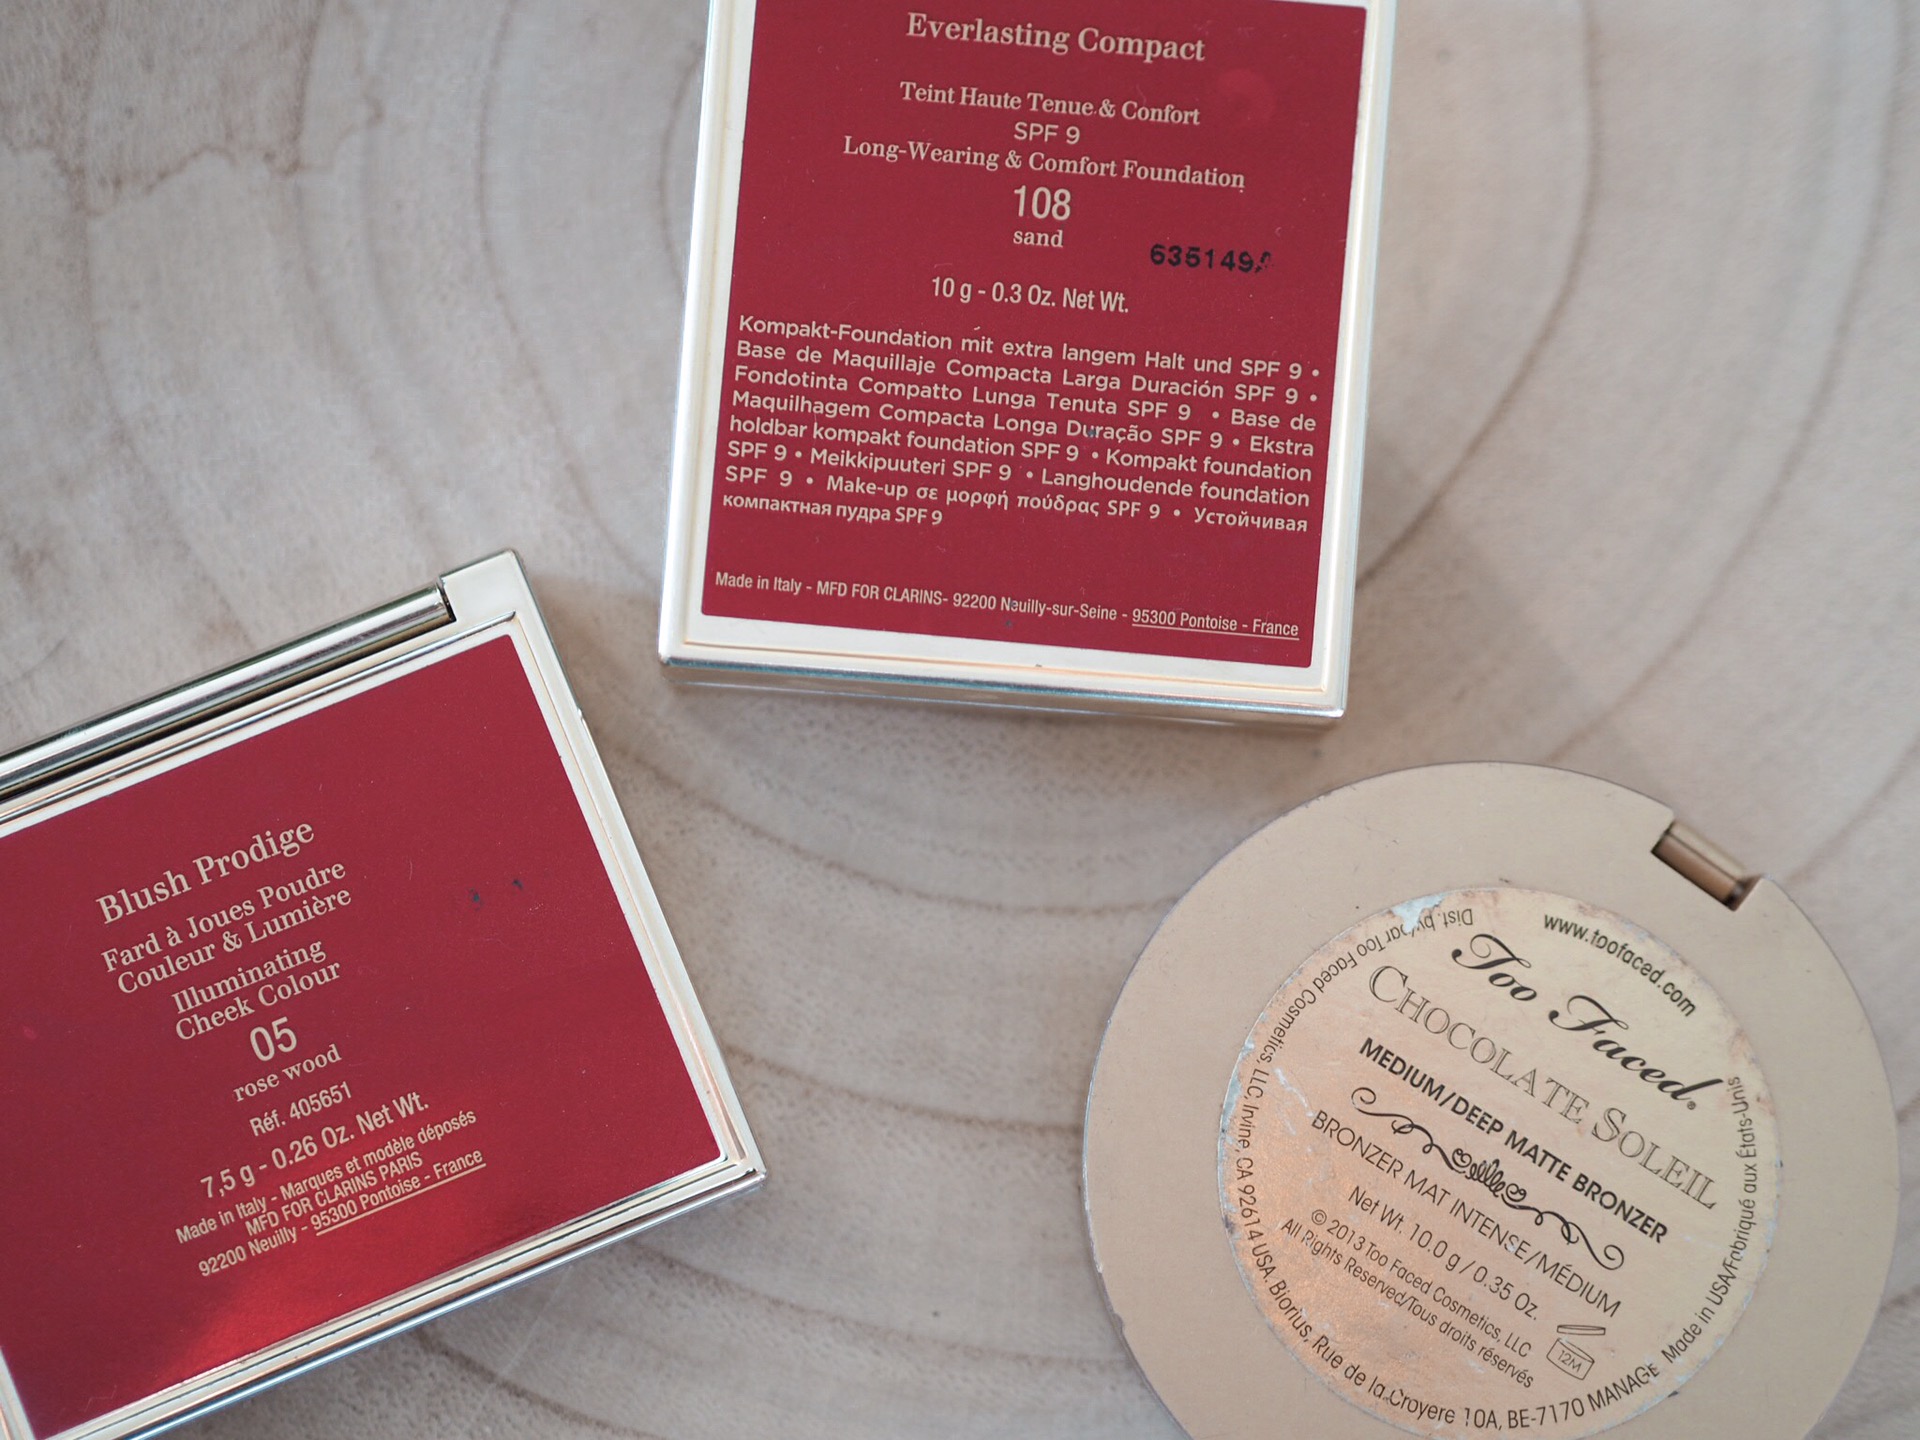 Everlasting Compact
Teint Haute Tenue & Confort
SPF 9
Long-Wearing & Comfort Foundation
108
sand
635149
10 g - 0.3 Oz. Net Wt.
Kompakt-Foundation mit extra langem Halt und SPF 9 •
Base de Maquillaje Compacta Larga Duración SPF 9 •
Fondotinta Compatto Lunga Tenuta SPF 9 • Base de
Maquilhagem Compacta Longa Duração SPF 9 • Ekstra
holdbar kompakt foundation SPF 9 • Kompakt foundation
SPF 9 • Meikkipuuteri SPF 9 • Langhoudende foundation
SPF 9 • Make-up σε μορφή πούδρας SPF 9 • Устойчивая
компактная пудра SPF 9
Made in Italy - MFD FOR CLARINS- 92200 Neuilly-sur-Seine - 95300 Pontoise - France
Blush Prodige
Fard à Joues Poudre
Couleur & Lumière
Illuminating
Cheek Colour
05
rose wood
Réf. 405651
7,5 g - 0.26 Oz. Net Wt.
Made in Italy - Marques et modèle déposés
MFD FOR CLARINS PARIS
92200 Neuilly - 95300 Pontoise - France
www.toofaced.com
Too Faced®
CHOCOLATE SOLEIL
MEDIUM/DEEP MATTE BRONZER
BRONZER MAT INTENSE/MÉDIUM
Net Wt. 10.0 g / 0.35 Oz.
© 2013 Too Faced Cosmetics, LLC
All Rights Reserved/Tous droits réservés
12M
Dist. by/par Too Faced Cosmetics, LLC, Irvine, CA 92614 USA. Biorius, Rue de la Croyere 10A, BE-7170 MANAGE Made in USA/Fabriqué aux États-Unis